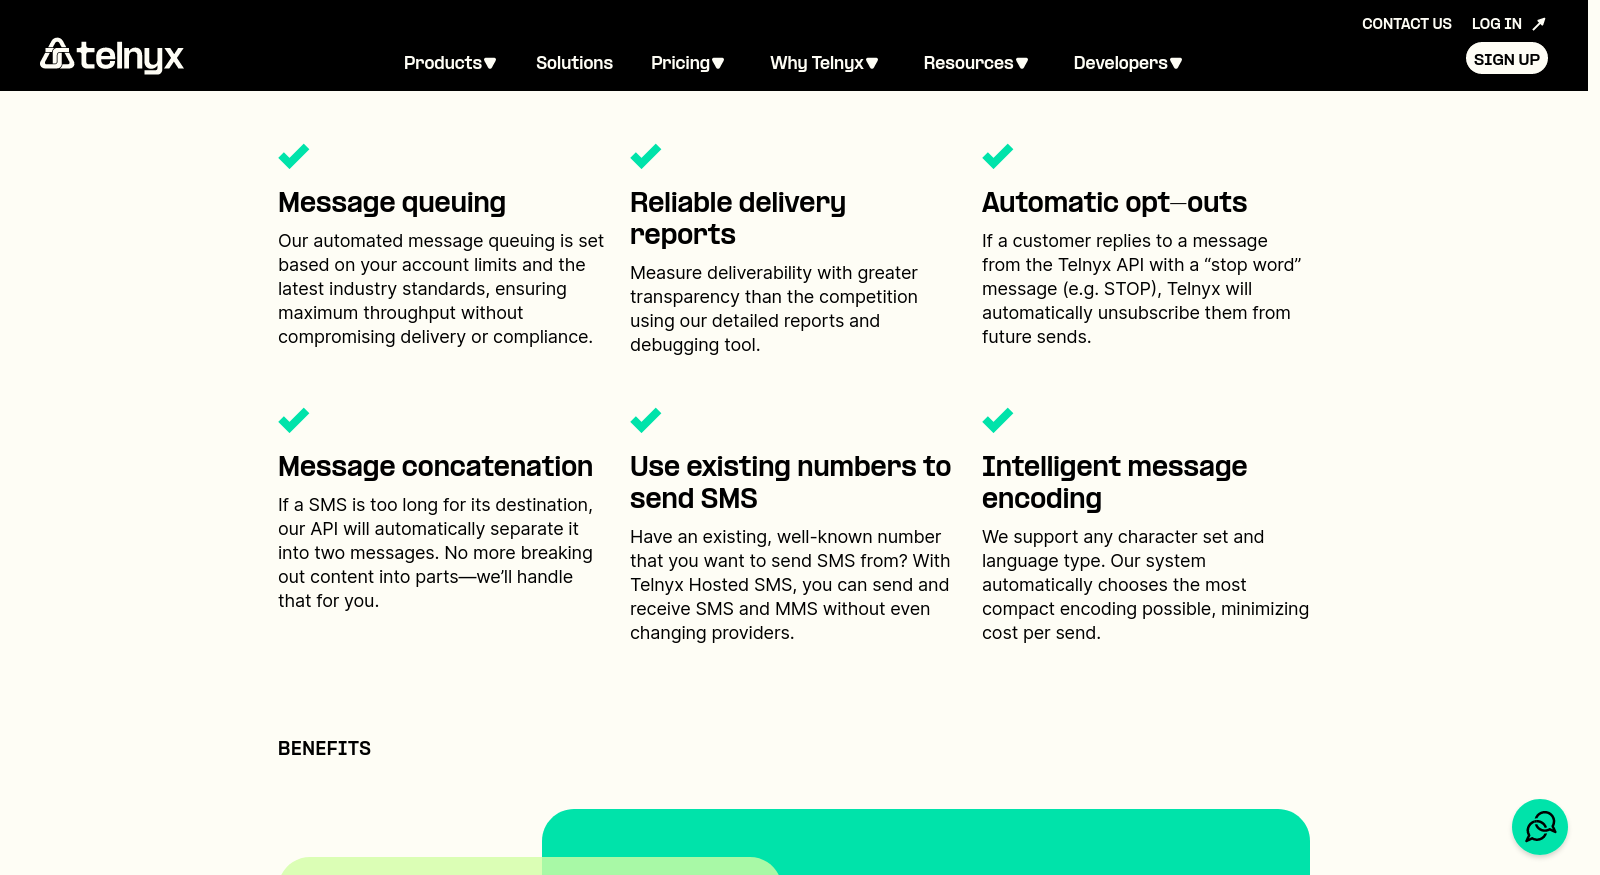 CONTACT US
LOG IN
telnyx
Products
Solutions
Pricing
Why Telnyx
Resources
Developers
SIGN UP
Message queuing
Our automated message queuing is set
based on your account limits and the
latest industry standards, ensuring
maximum throughput without
compromising delivery or compliance.
Reliable delivery
reports
Measure deliverability with greater
transparency than the competition
using our detailed reports and
debugging tool.
Automatic opt-outs
If a customer replies to a message
from the Telnyx API with a “stop word”
message (e.g. STOP), Telnyx will
automatically unsubscribe them from
future sends.
Message concatenation
If a SMS is too long for its destination,
our API will automatically separate it
into two messages. No more breaking
out content into parts—we’ll handle
that for you.
Use existing numbers to
send SMS
Have an existing, well-known number
that you want to send SMS from? With
Telnyx Hosted SMS, you can send and
receive SMS and MMS without even
changing providers.
Intelligent message
encoding
We support any character set and
language type. Our system
automatically chooses the most
compact encoding possible, minimizing
cost per send.
BENEFITS